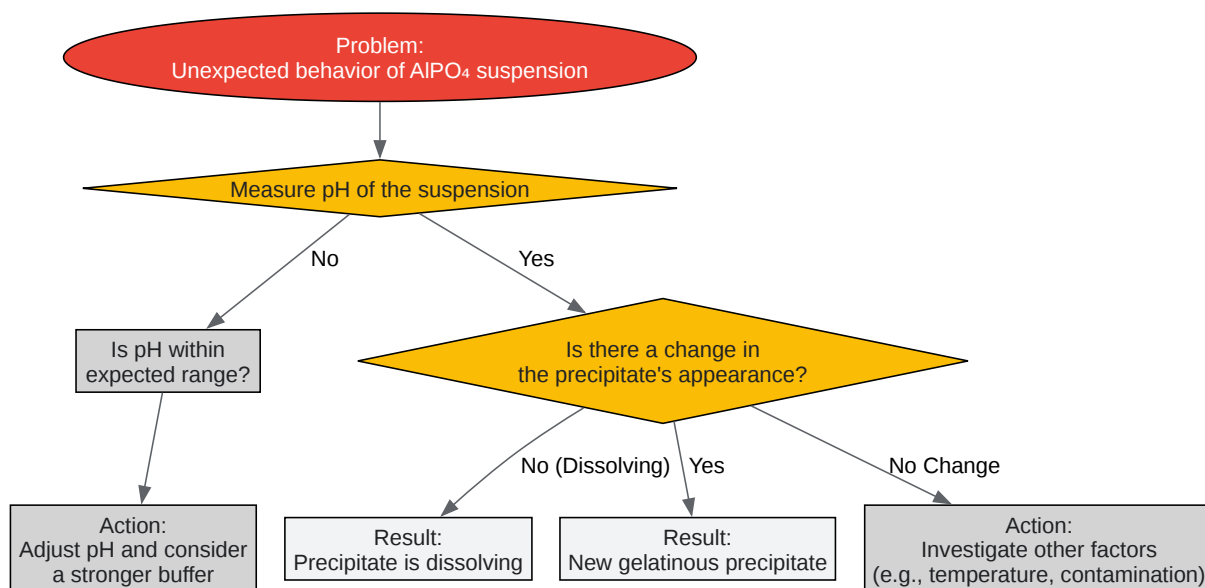 Problem:
Unexpected behavior of AlPO₄ suspension
Measure pH of the suspension
No
Yes
Is pH within
expected range?
Is there a change in
the precipitate's appearance?
No (Dissolving)
Yes
No Change
Action:
Adjust pH and consider
a stronger buffer
Result:
Precipitate is dissolving
Result:
New gelatinous precipitate
Action:
Investigate other factors
(e.g., temperature, contamination)